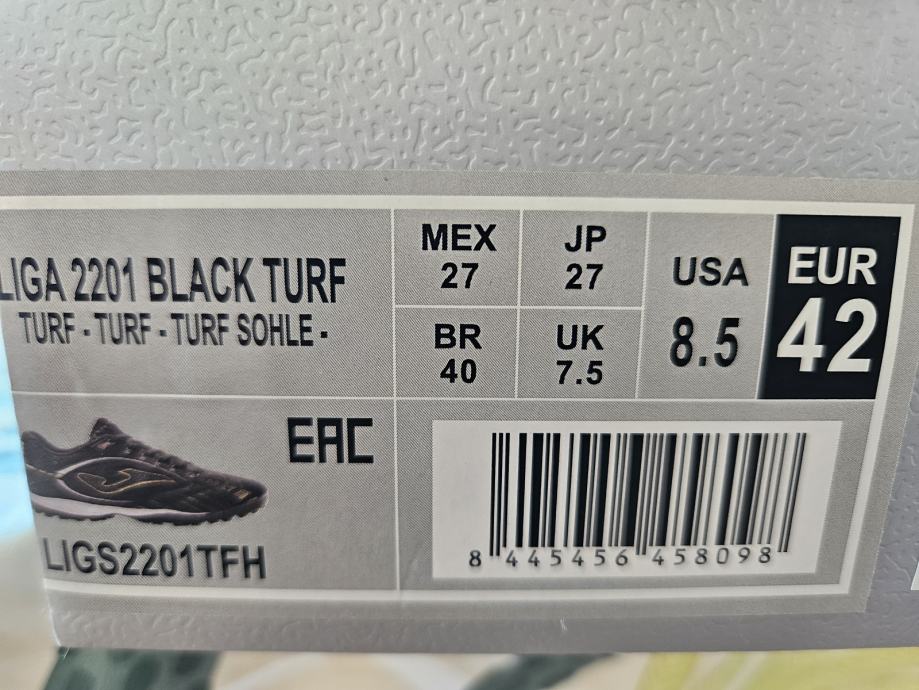 LIGA 2201 BLACK TURF
TURF - TURF - TURF SOHLE -
MEX
27
JP
27
BR
40
UK
7.5
USA
8.5
EUR
42
EAC
LIGS2201TFH
8 445456 458098